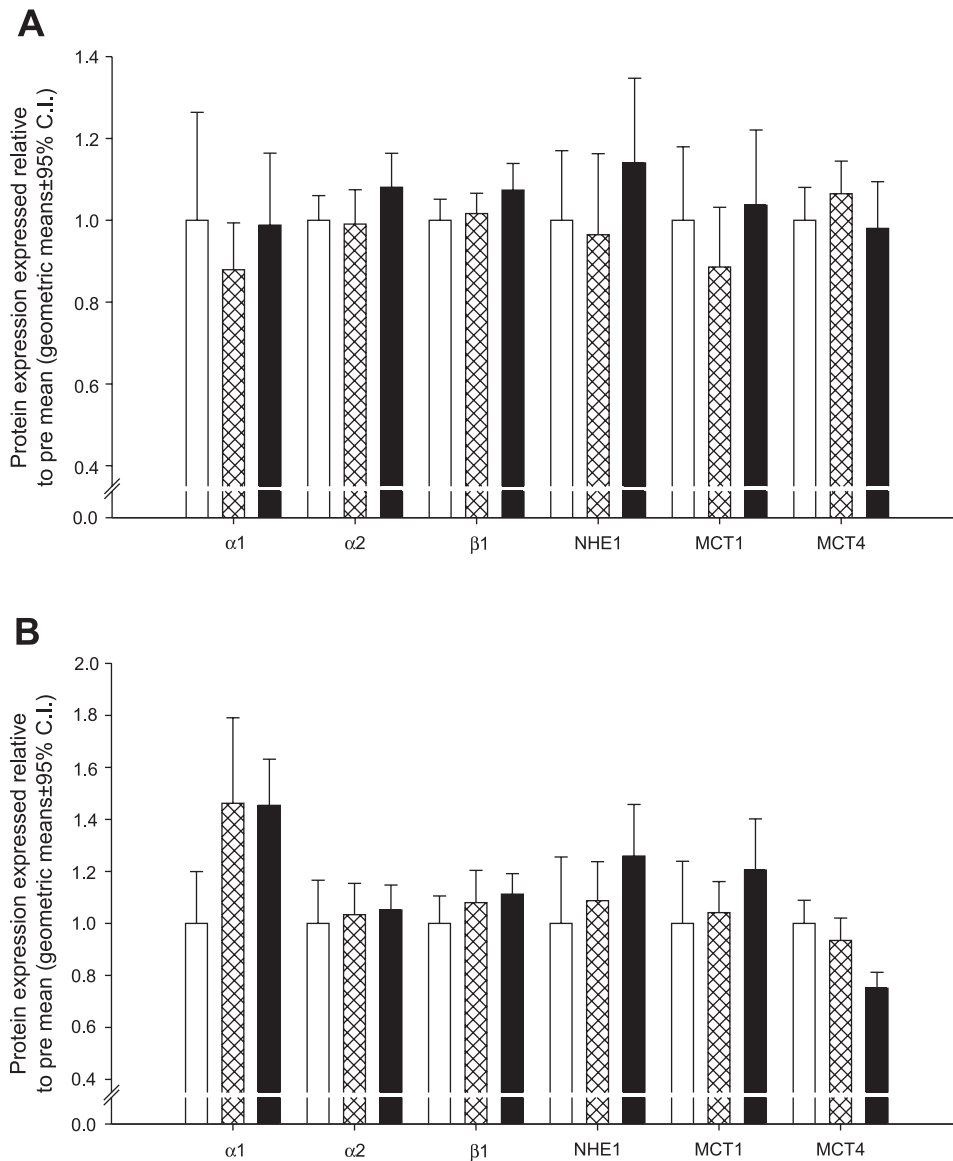 A
Protein expression expressed relative
to pre mean (geometric means±95% C.I.)
1.4
1.2
1.0
0.8
0.6
0.4
0.0
α1 α2 β1 NHE1 MCT1 MCT4
B
Protein expression expressed relative
to pre mean (geometric means±95% C.I.)
2.0
1.8
1.6
1.4
1.2
1.0
0.8
0.6
0.4
0.0
α1 α2 β1 NHE1 MCT1 MCT4